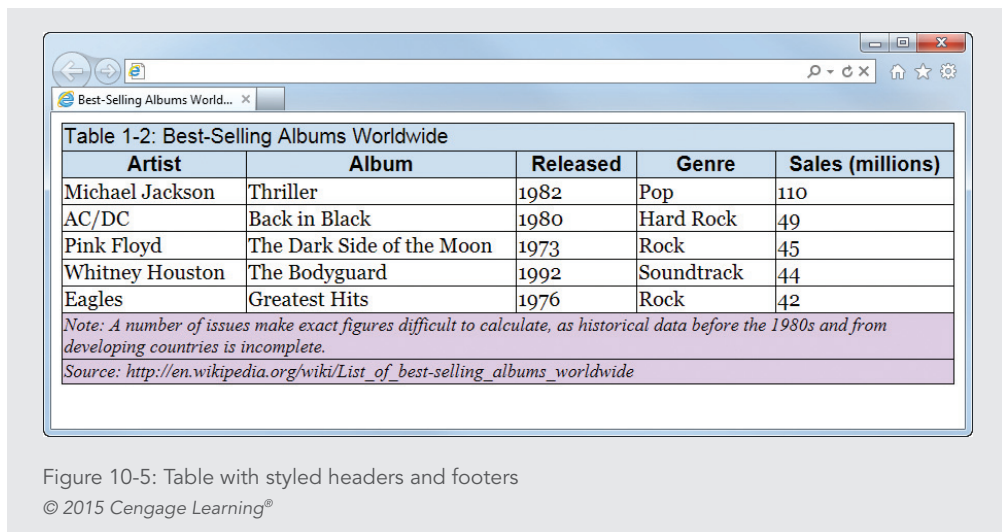 Best-Selling Albums World...
Table 1-2: Best-Selling Albums Worldwide
Artist Album Released Genre Sales (millions)
Michael Jackson Thriller 1982 Pop 110
AC/DC Back in Black 1980 Hard Rock 49
Pink Floyd The Dark Side of the Moon 1973 Rock 45
Whitney Houston The Bodyguard 1992 Soundtrack 44
Eagles Greatest Hits 1976 Rock 42
Note: A number of issues make exact figures difficult to calculate, as historical data before the 1980s and from
developing countries is incomplete.
Source: http://en.wikipedia.org/wiki/List_of_best-selling_albums_worldwide
Figure 10-5: Table with styled headers and footers
© 2015 Cengage Learning®